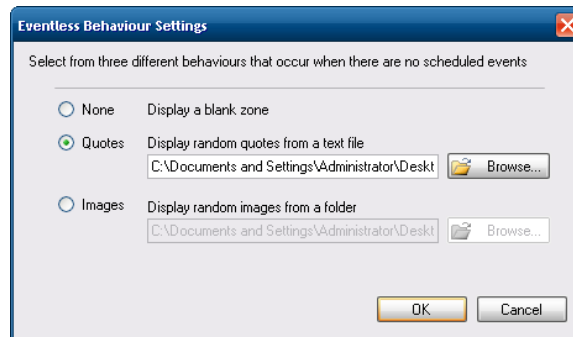 Eventless Behaviour Settings
Select from three different behaviours that occur when there are no scheduled events
None Display a blank zone
Quotes Display random quotes from a text file
C:\Documents and Settings\Administrator\Deskt Browse...
Images Display random images from a folder
C:\Documents and Settings\Administrator\Deskt Browse...
OK Cancel